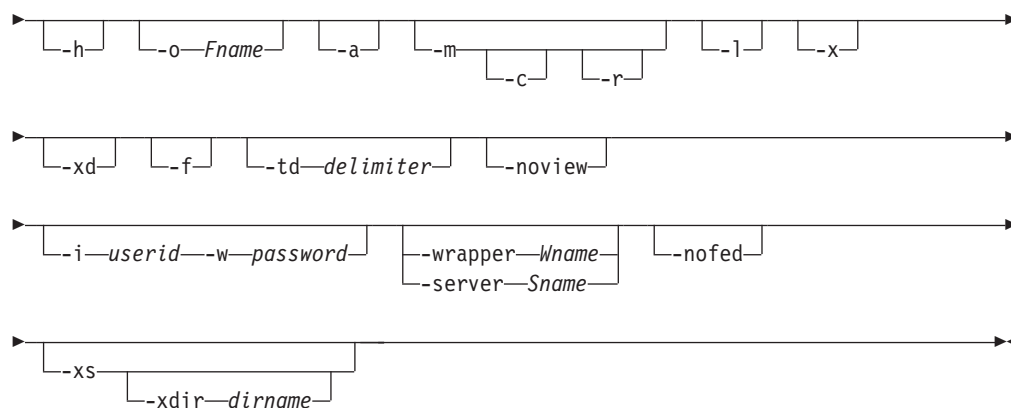 -h -o Fname -a -m -l -x
-c -r
-xd -f -td delimiter -noview
-i userid -w password -wrapper Wname -nofed
-server Sname
-xs
-xdir dirname